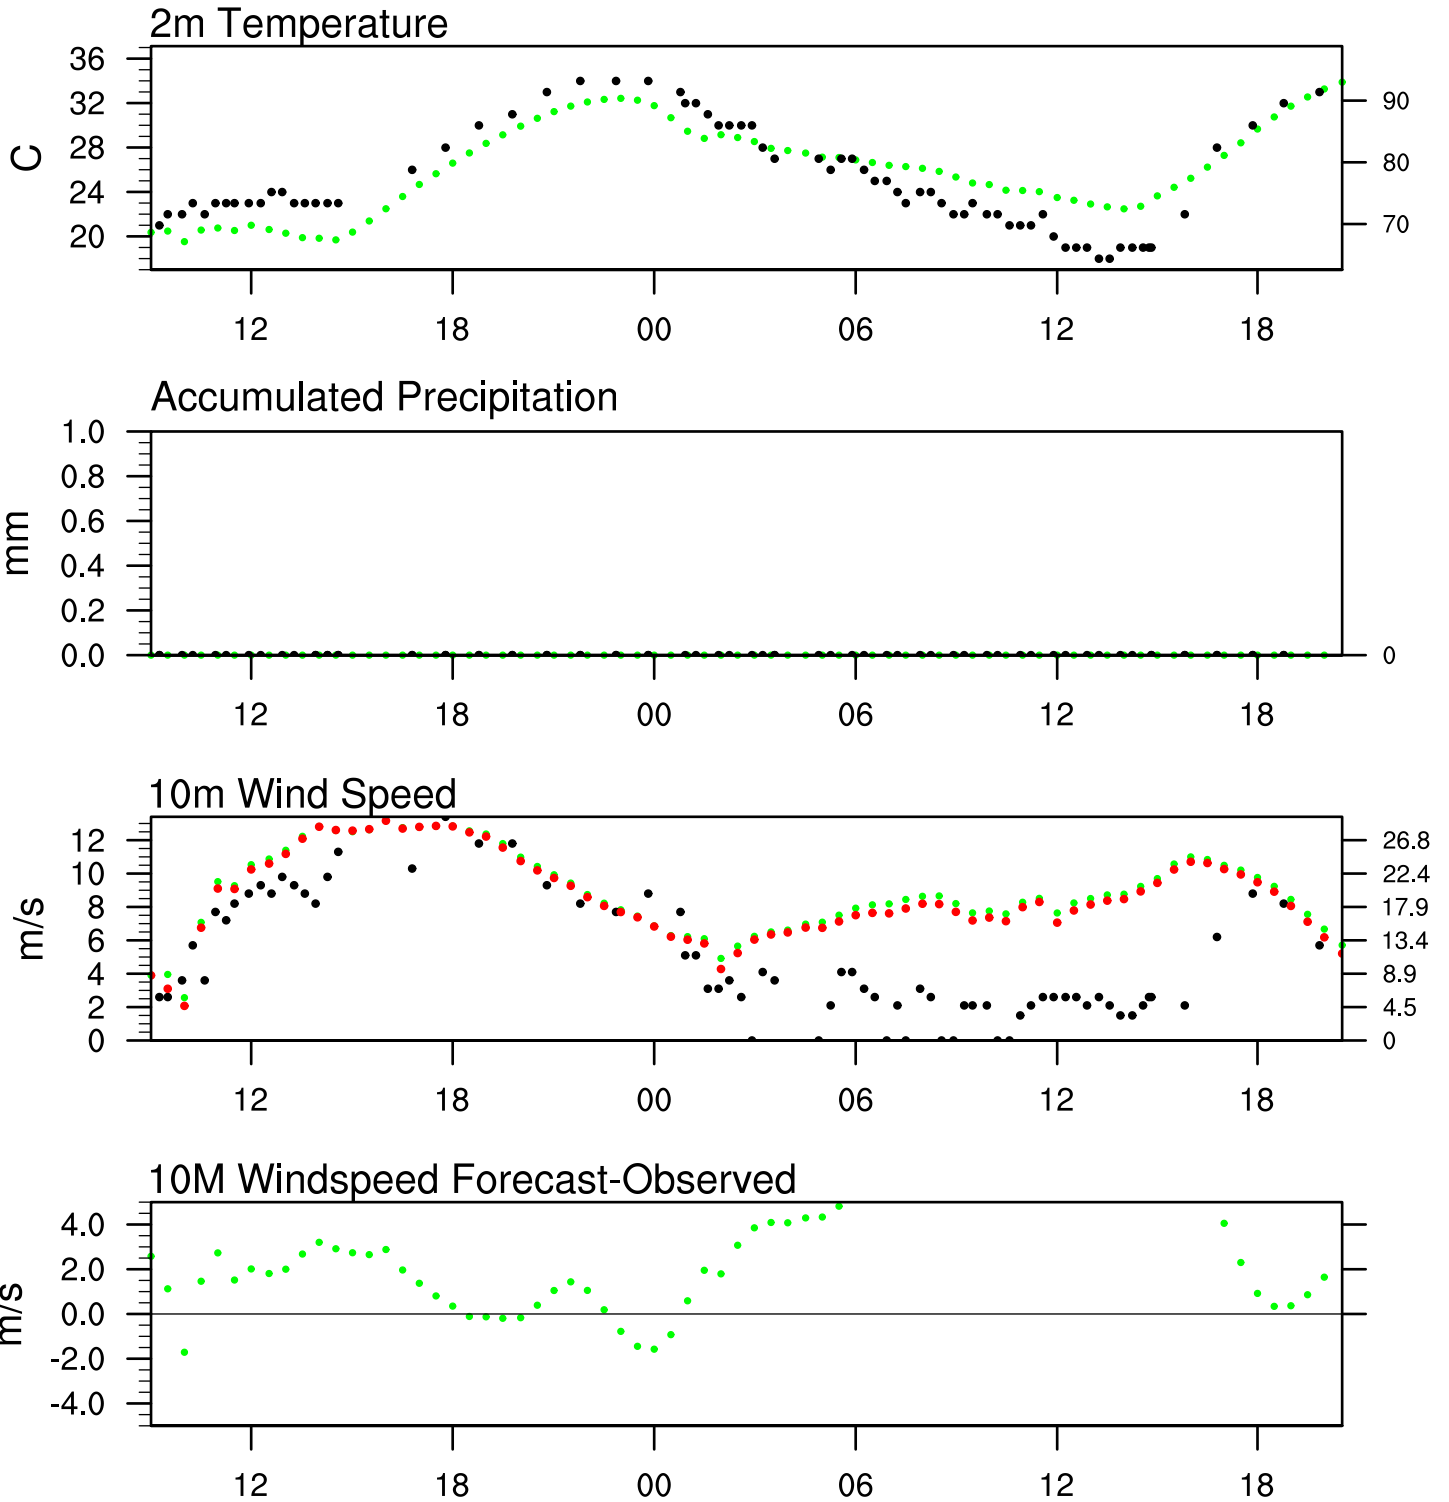 2m Temperature
36
32
28
24
20
C
90
80
70
12 18 00 06 12 18
Accumulated Precipitation
1.0
0.8
0.6
0.4
0.2
0.0
mm
0
12 18 00 06 12 18
10m Wind Speed
12
10
8
6
4
2
0
m/s
26.8
22.4
17.9
13.4
8.9
4.5
0
12 18 00 06 12 18
10M Windspeed Forecast-Observed
4.0
2.0
0.0
-2.0
-4.0
m/s
12 18 00 06 12 18